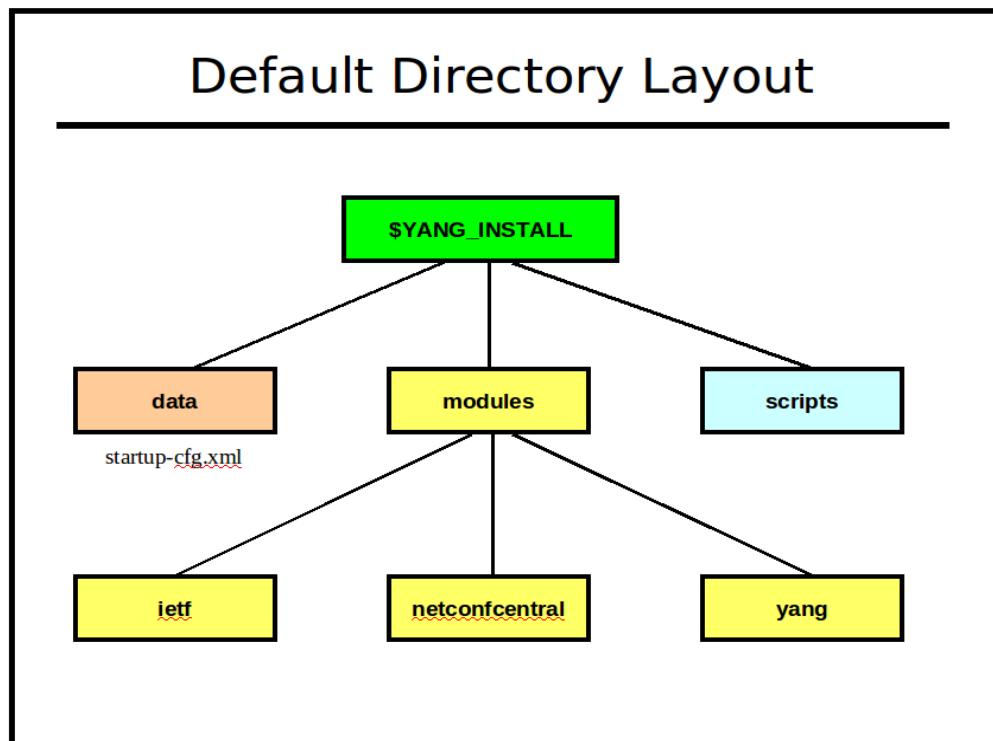 Default Directory Layout
$YANG_INSTALL
data
modules
scripts
startup-cfg.xml
ietf
netconfcentral
yang